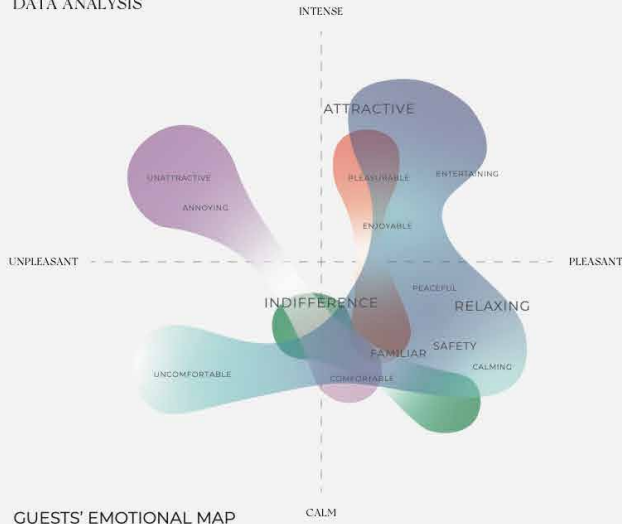 DATA ANALYSIS
INTENSE
ATTRACTIVE
UNATTRACTIVE
PLEASURABLE
ENTERTAINING
ANNOYING
ENJOYABLE
UNPLEASANT
PLEASANT
PEACEFUL
INDIFFERENCE
RELAXING
SAFETY
FAMILIAR
CALMING
UNCOMFORTABLE
COMFORTABLE
CALM
GUESTS' EMOTIONAL MAP